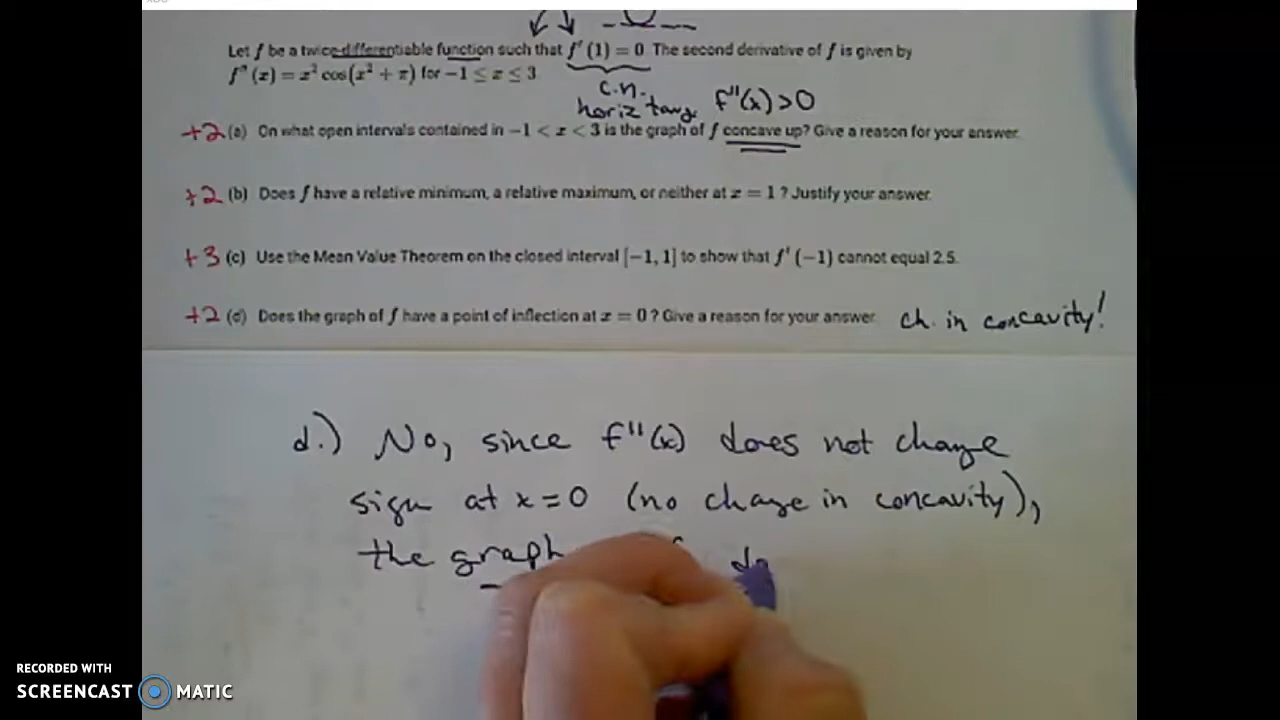 Let f be a twice-differentiable function such that f'(1) = 0. The second derivative of f is given by
f''(x) = x² cos(x² + π) for −1 ≤ x ≤ 3
c.n.
horiz tang
f''(x) > 0
+2 (a) On what open intervals contained in −1 < x < 3 is the graph of f concave up? Give a reason for your answer.
+2 (b) Does f have a relative minimum, a relative maximum, or neither at x = 1? Justify your answer.
+3 (c) Use the Mean Value Theorem on the closed interval [−1, 1] to show that f'(−1) cannot equal 2.5.
+2 (d) Does the graph of f have a point of inflection at x = 0? Give a reason for your answer. ch. in concavity!
d.) No, since f''(x) does not change
sign at x = 0 (no change in concavity),
the graph
RECORDED WITH
SCREENCAST MATIC